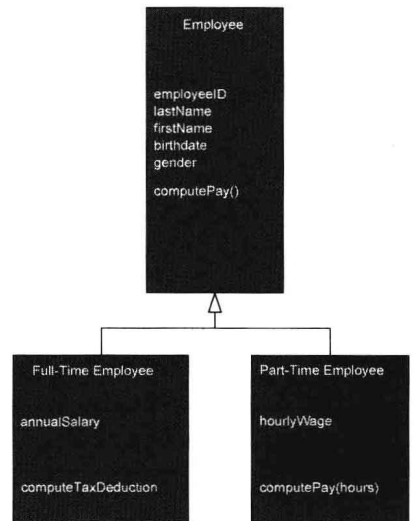 Employee
employeeID
lastName
firstName
birthdate
gender
computePay()
Full-Time Employee
annualSalary
computeTaxDeduction
Part-Time Employee
hourlyWage
computePay(hours)